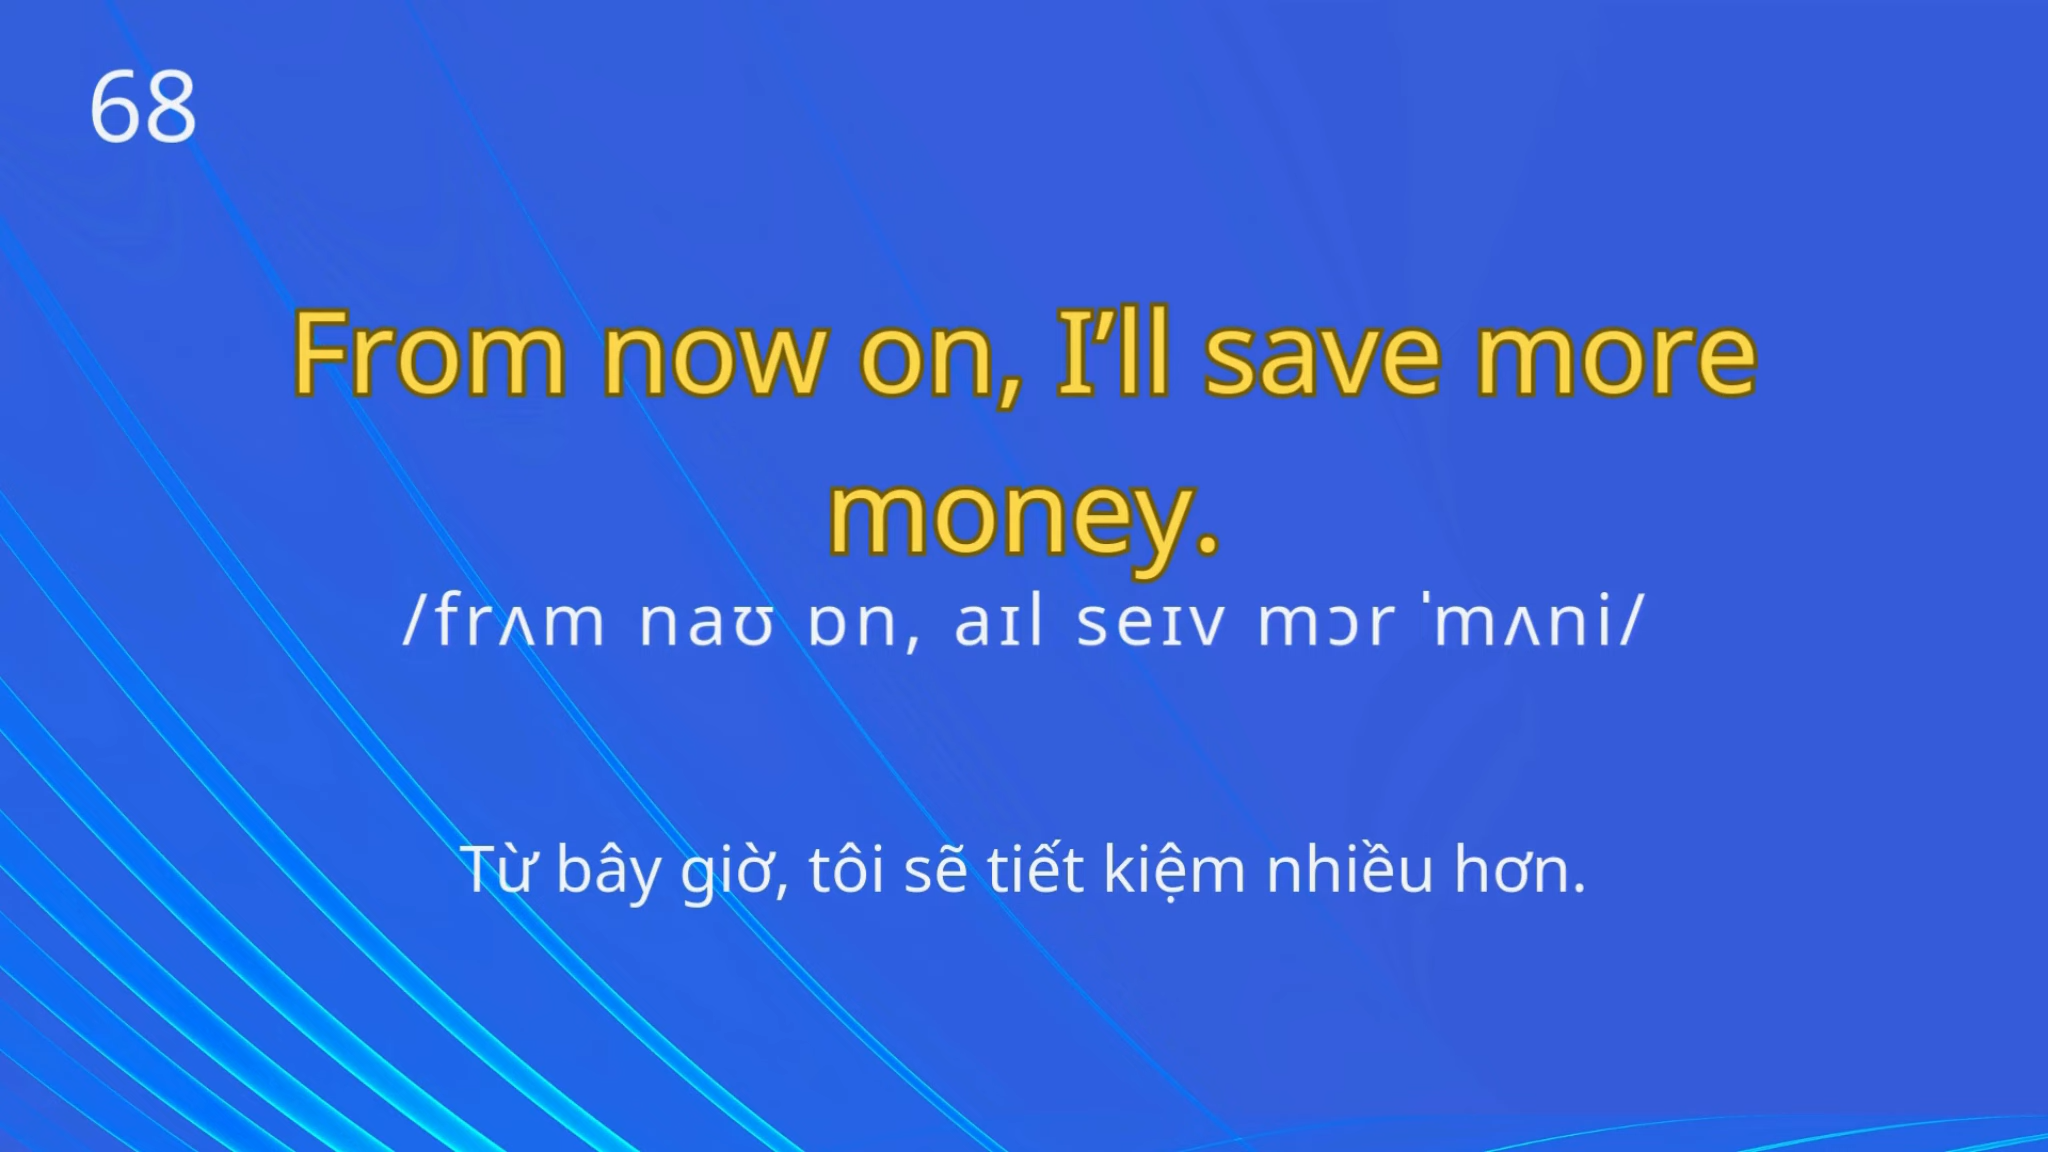 68
From now on, I’ll save more
money.
/frʌm naʊ ɒn, aɪl seɪv mɔr ˈmʌni/
Từ bây giờ, tôi sẽ tiết kiệm nhiều hơn.